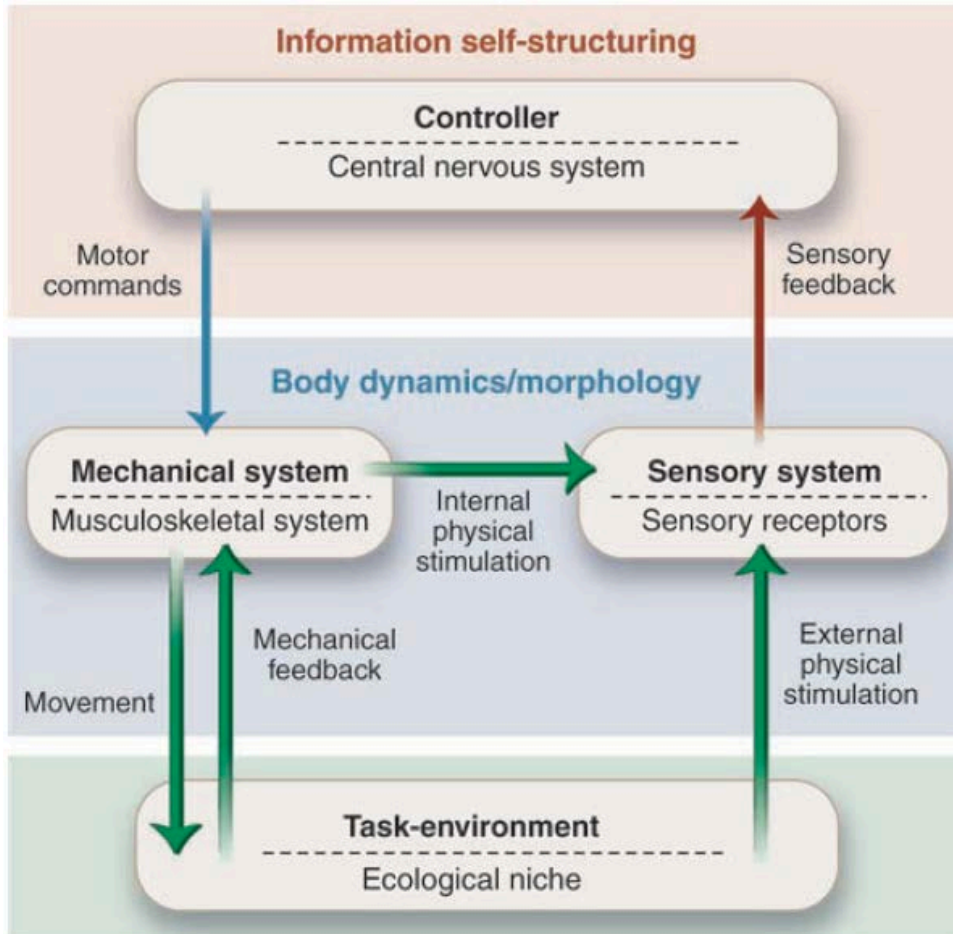 Information self-structuring
Controller
Central nervous system
Motor
commands
Sensory
feedback
Body dynamics/morphology
Mechanical system
Musculoskeletal system
Internal
physical
stimulation
Sensory system
Sensory receptors
Movement
Mechanical
feedback
External
physical
stimulation
Task-environment
Ecological niche